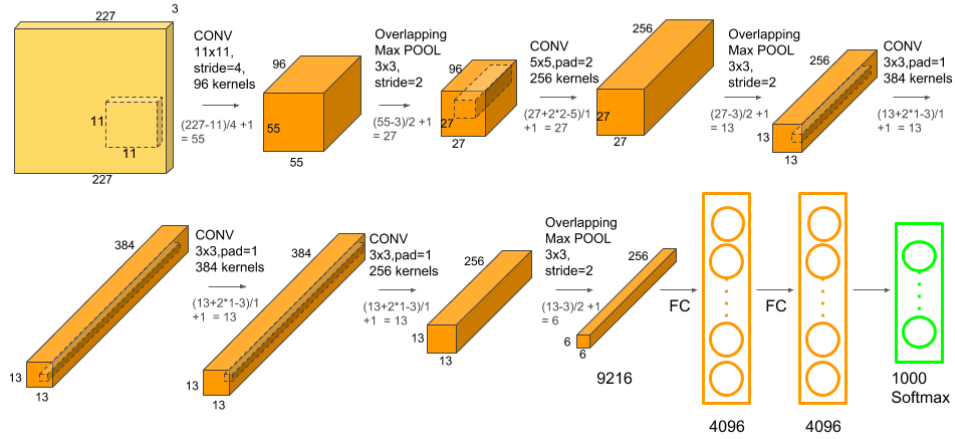 227
3
11
11
227
CONV
11x11,
stride=4,
96 kernels
(227-11)/4 +1
= 55
96
55
55
Overlapping
Max POOL
3x3,
stride=2
(55-3)/2 +1
= 27
96
27
27
CONV
5x5,pad=2
256 kernels
(27+2*2-5)/1
+1 = 27
256
27
27
Overlapping
Max POOL
3x3,
stride=2
(27-3)/2 +1
= 13
256
13
13
CONV
3x3,pad=1
384 kernels
(13+2*1-3)/1
+1 = 13
384
13
13
CONV
3x3,pad=1
384 kernels
(13+2*1-3)/1
+1 = 13
384
13
13
CONV
3x3,pad=1
256 kernels
(13+2*1-3)/1
+1 = 13
256
13
13
Overlapping
Max POOL
3x3,
stride=2
(13-3)/2 +1
= 6
256
6
6
9216
FC
4096
FC
4096
1000
Softmax